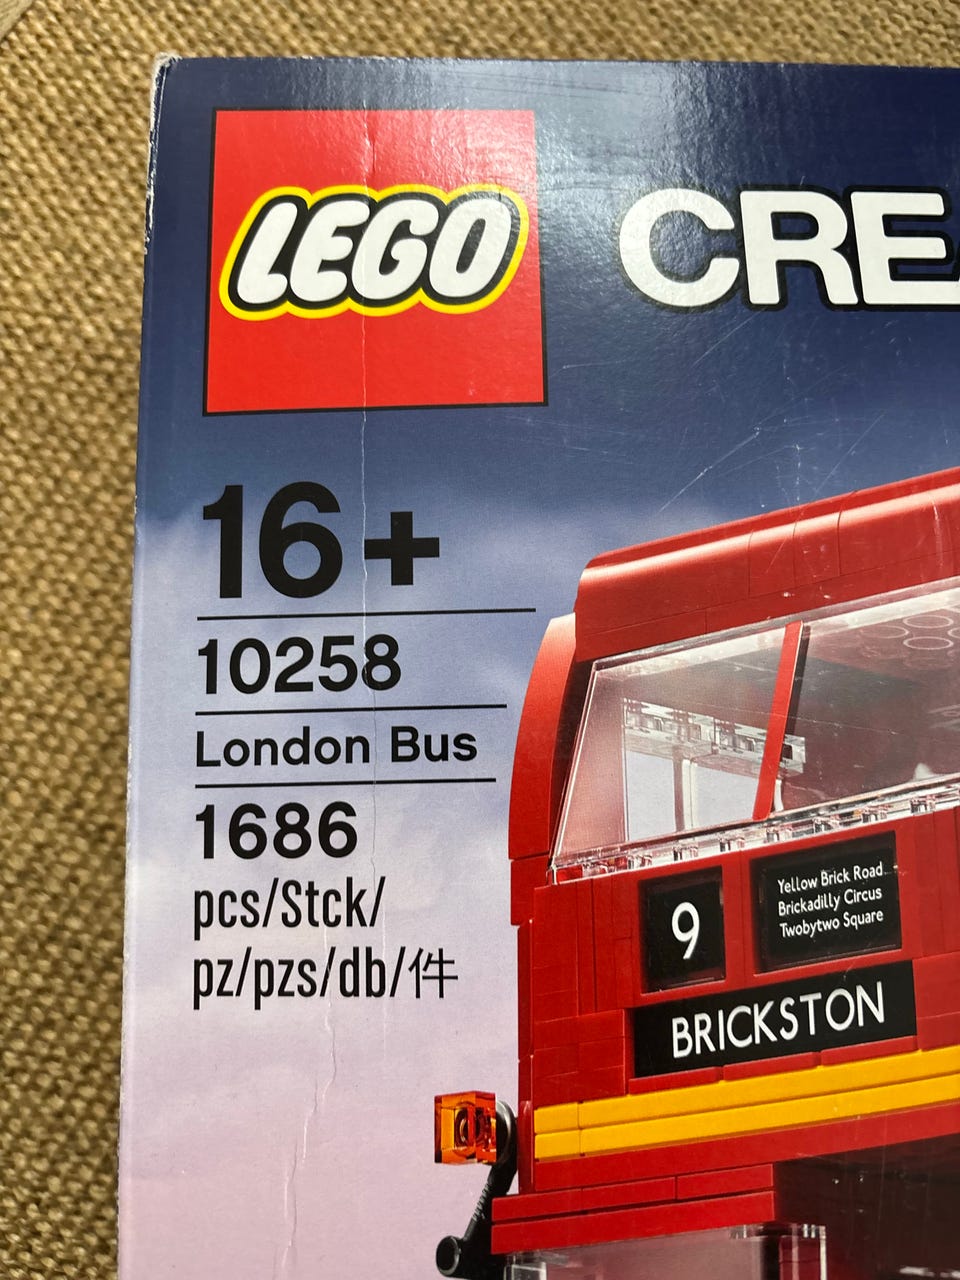 LEGO
CREA
16+
10258
London Bus
1686
pcs/Stck/
pz/pzs/db/件
9
Yellow Brick Road
Brickadilly Circus
Twobytwo Square
BRICKSTON